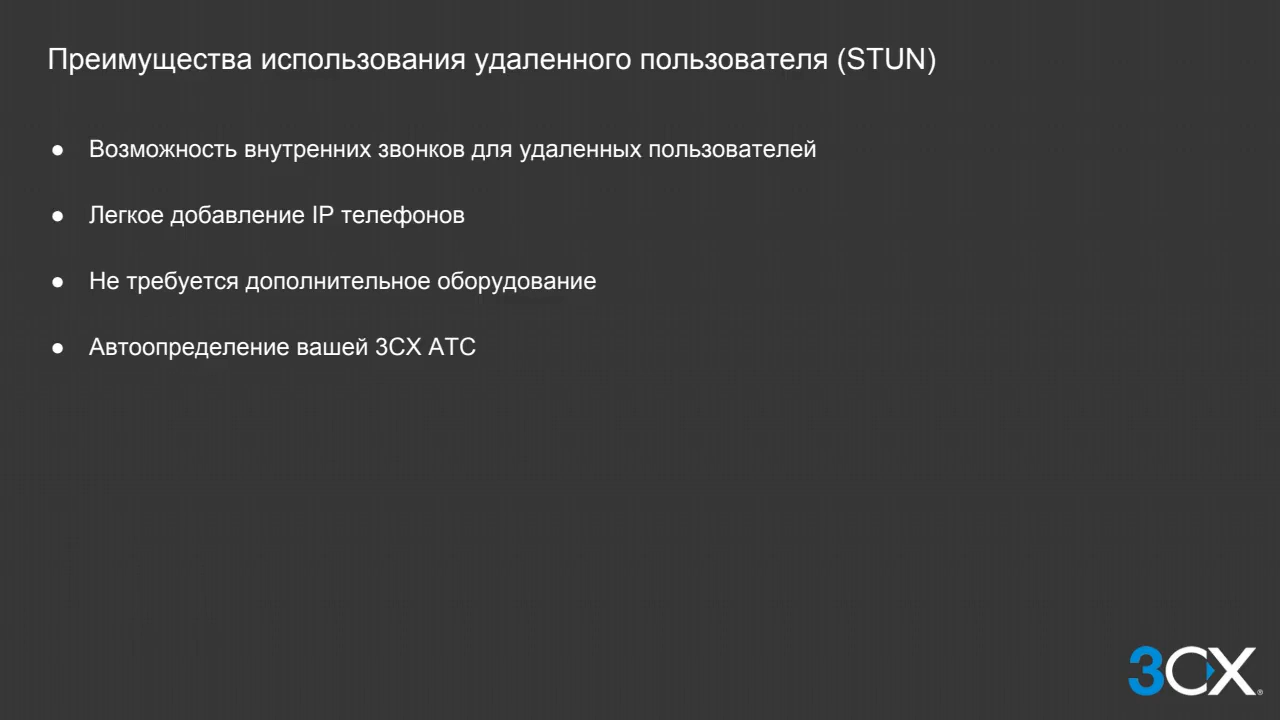 Преимущества использования удаленного пользователя (STUN)
● Возможность внутренних звонков для удаленных пользователей
● Легкое добавление IP телефонов
● Не требуется дополнительное оборудование
● Автоопределение вашей 3CX АТС
3CX®